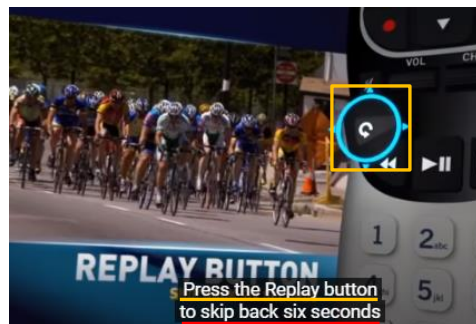 VOL
CH
1
2abc
REPLAY BUTTON
Press the Replay button
to skip back six seconds
5jkl